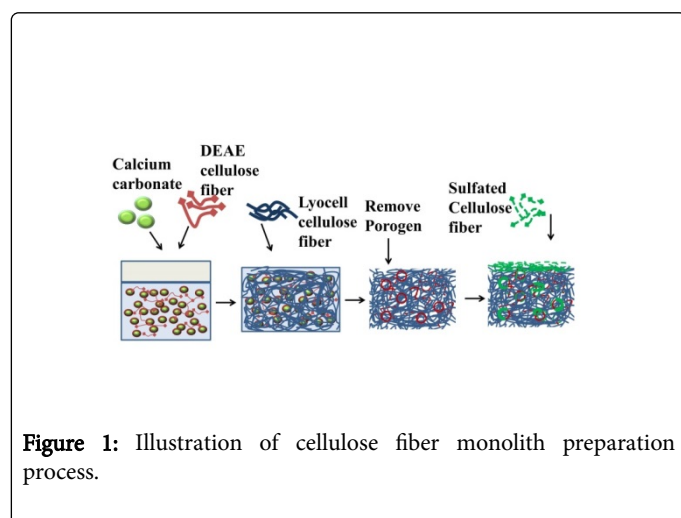 Calcium
carbonate
DEAE
cellulose
fiber
Lyocell
cellulose
fiber
Remove
Porogen
Sulfated
Cellulose
fiber
Figure 1: Illustration of cellulose fiber monolith preparation
process.